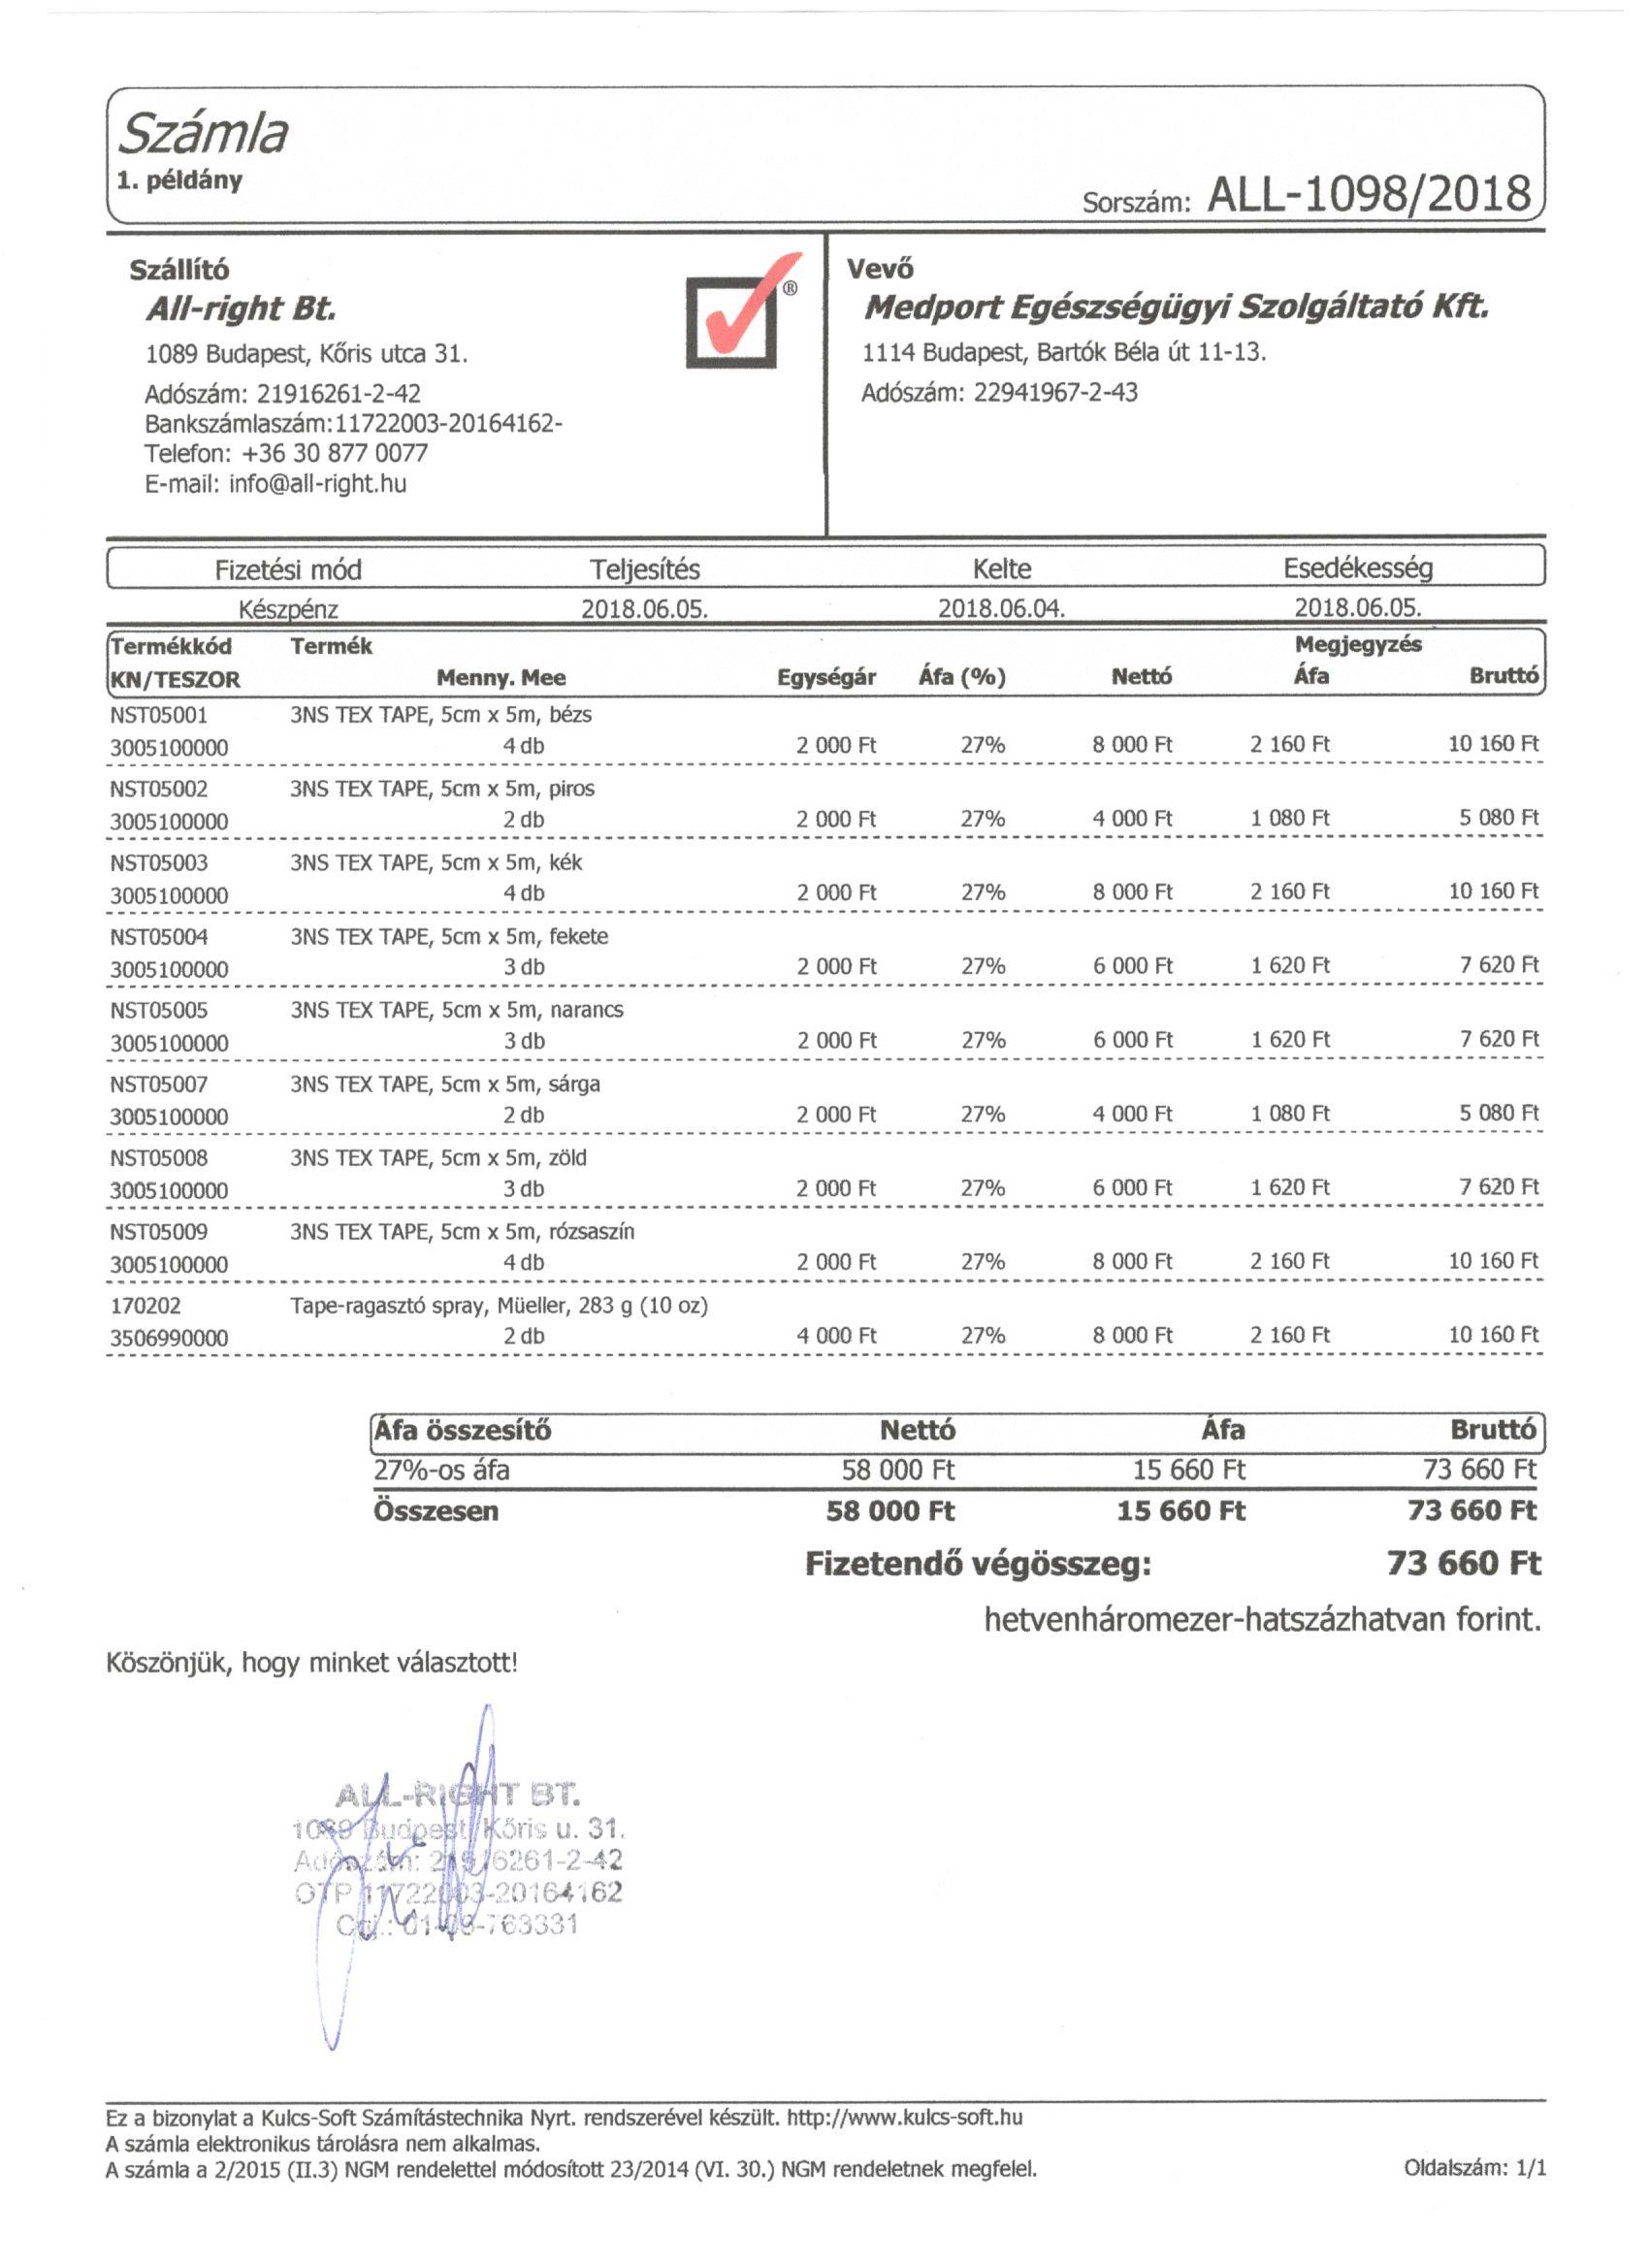 Számla
1. példány
Sorszám: ALL-1098/2018
Szállító
All-right Bt.
1089 Budapest, Kőris utca 31.
Adószám: 21916261-2-42
Bankszámlaszám:11722003-20164162-
Telefon: +36 30 877 0077
E-mail: info@all-right.hu
®
Vevő
Medport Egészségügyi Szolgáltató Kft.
1114 Budapest, Bartók Béla út 11-13.
Adószám: 22941967-2-43
Fizetési mód Teljesítés Kelte Esedékesség
Készpénz 2018.06.05. 2018.06.04. 2018.06.05.
Termékkód Termék Megjegyzés
KN/TESZOR Menny. Mee Egységár Áfa (%) Nettó Áfa Bruttó
NST05001 3NS TEX TAPE, 5cm x 5m, bézs
3005100000 4 db 2 000 Ft 27% 8 000 Ft 2 160 Ft 10 160 Ft
NST05002 3NS TEX TAPE, 5cm x 5m, piros
3005100000 2 db 2 000 Ft 27% 4 000 Ft 1 080 Ft 5 080 Ft
NST05003 3NS TEX TAPE, 5cm x 5m, kék
3005100000 4 db 2 000 Ft 27% 8 000 Ft 2 160 Ft 10 160 Ft
NST05004 3NS TEX TAPE, 5cm x 5m, fekete
3005100000 3 db 2 000 Ft 27% 6 000 Ft 1 620 Ft 7 620 Ft
NST05005 3NS TEX TAPE, 5cm x 5m, narancs
3005100000 3 db 2 000 Ft 27% 6 000 Ft 1 620 Ft 7 620 Ft
NST05007 3NS TEX TAPE, 5cm x 5m, sárga
3005100000 2 db 2 000 Ft 27% 4 000 Ft 1 080 Ft 5 080 Ft
NST05008 3NS TEX TAPE, 5cm x 5m, zöld
3005100000 3 db 2 000 Ft 27% 6 000 Ft 1 620 Ft 7 620 Ft
NST05009 3NS TEX TAPE, 5cm x 5m, rózsaszín
3005100000 4 db 2 000 Ft 27% 8 000 Ft 2 160 Ft 10 160 Ft
170202 Tape-ragasztó spray, Müeller, 283 g (10 oz)
3506990000 2 db 4 000 Ft 27% 8 000 Ft 2 160 Ft 10 160 Ft
Áfa összesítő Nettó Áfa Bruttó
27%-os áfa 58 000 Ft 15 660 Ft 73 660 Ft
Összesen 58 000 Ft 15 660 Ft 73 660 Ft
Fizetendő végösszeg: 73 660 Ft
hetvenháromezer-hatszázhatvan forint.
Köszönjük, hogy minket választott!
ALL-RIGHT BT.
1089 Budpest, Kőris u. 31.
Adószám: 21916261-2-42
OTP 11722003-20164162
Cgj.: 01-06-763331
Ez a bizonylat a Kulcs-Soft Számítástechnika Nyrt. rendszerével készült. http://www.kulcs-soft.hu
A számla elektronikus tárolásra nem alkalmas.
A számla a 2/2015 (II.3) NGM rendelettel módosított 23/2014 (VI. 30.) NGM rendeletnek megfelel.
Oldalszám: 1/1